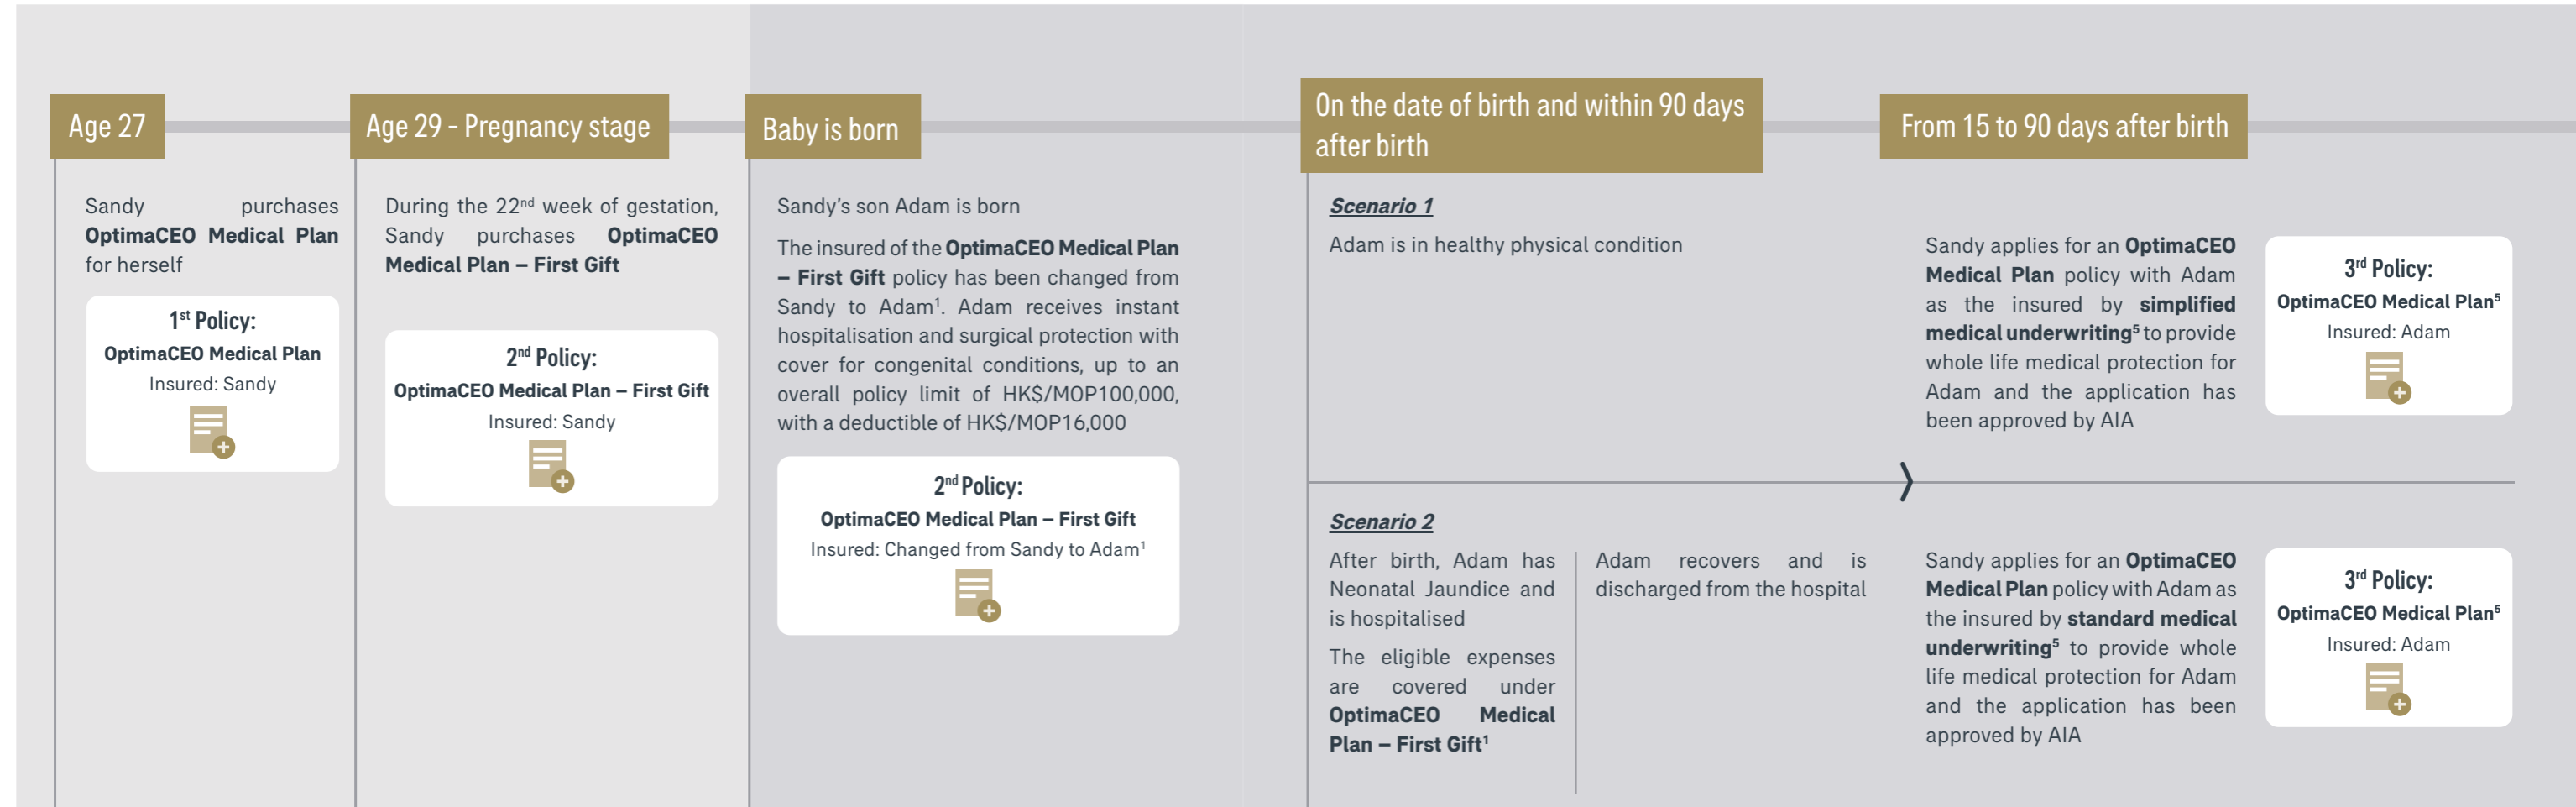 Age 27
Sandy purchases
OptimaCEO Medical Plan
for herself
1st Policy:
OptimaCEO Medical Plan
Insured: Sandy
Age 29 - Pregnancy stage
During the 22nd week of gestation,
Sandy purchases OptimaCEO
Medical Plan – First Gift
2nd Policy:
OptimaCEO Medical Plan – First Gift
Insured: Sandy
Baby is born
Sandy’s son Adam is born
The insured of the OptimaCEO Medical Plan
– First Gift policy has been changed from
Sandy to Adam1. Adam receives instant
hospitalisation and surgical protection with
cover for congenital conditions, up to an
overall policy limit of HK$/MOP100,000,
with a deductible of HK$/MOP16,000
2nd Policy:
OptimaCEO Medical Plan – First Gift
Insured: Changed from Sandy to Adam1
On the date of birth and within 90 days
after birth
From 15 to 90 days after birth
Scenario 1
Adam is in healthy physical condition
Sandy applies for an OptimaCEO
Medical Plan policy with Adam
as the insured by simplified
medical underwriting5 to provide
whole life medical protection for
Adam and the application has
been approved by AIA
3rd Policy:
OptimaCEO Medical Plan5
Insured: Adam
Scenario 2
After birth, Adam has
Neonatal Jaundice and
is hospitalised
The eligible expenses
are covered under
OptimaCEO Medical
Plan – First Gift1
Adam recovers and is
discharged from the hospital
Sandy applies for an OptimaCEO
Medical Plan policy with Adam as
the insured by standard medical
underwriting5 to provide whole
life medical protection for Adam
and the application has been
approved by AIA
3rd Policy:
OptimaCEO Medical Plan5
Insured: Adam